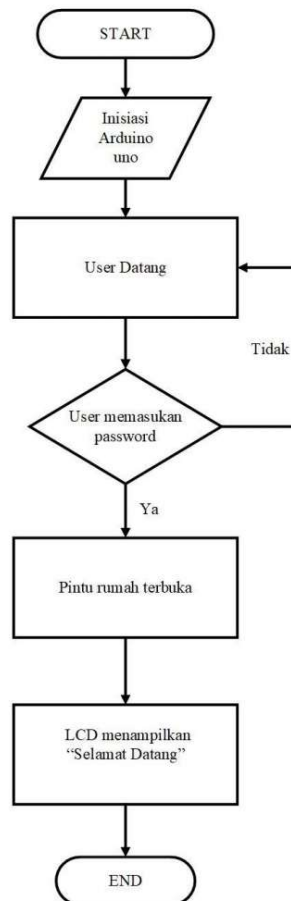 START
Inisiasi
Arduino
uno
User Datang
Tidak
User memasukan
password
Ya
Pintu rumah terbuka
LCD menampilkan
“Selamat Datang”
END